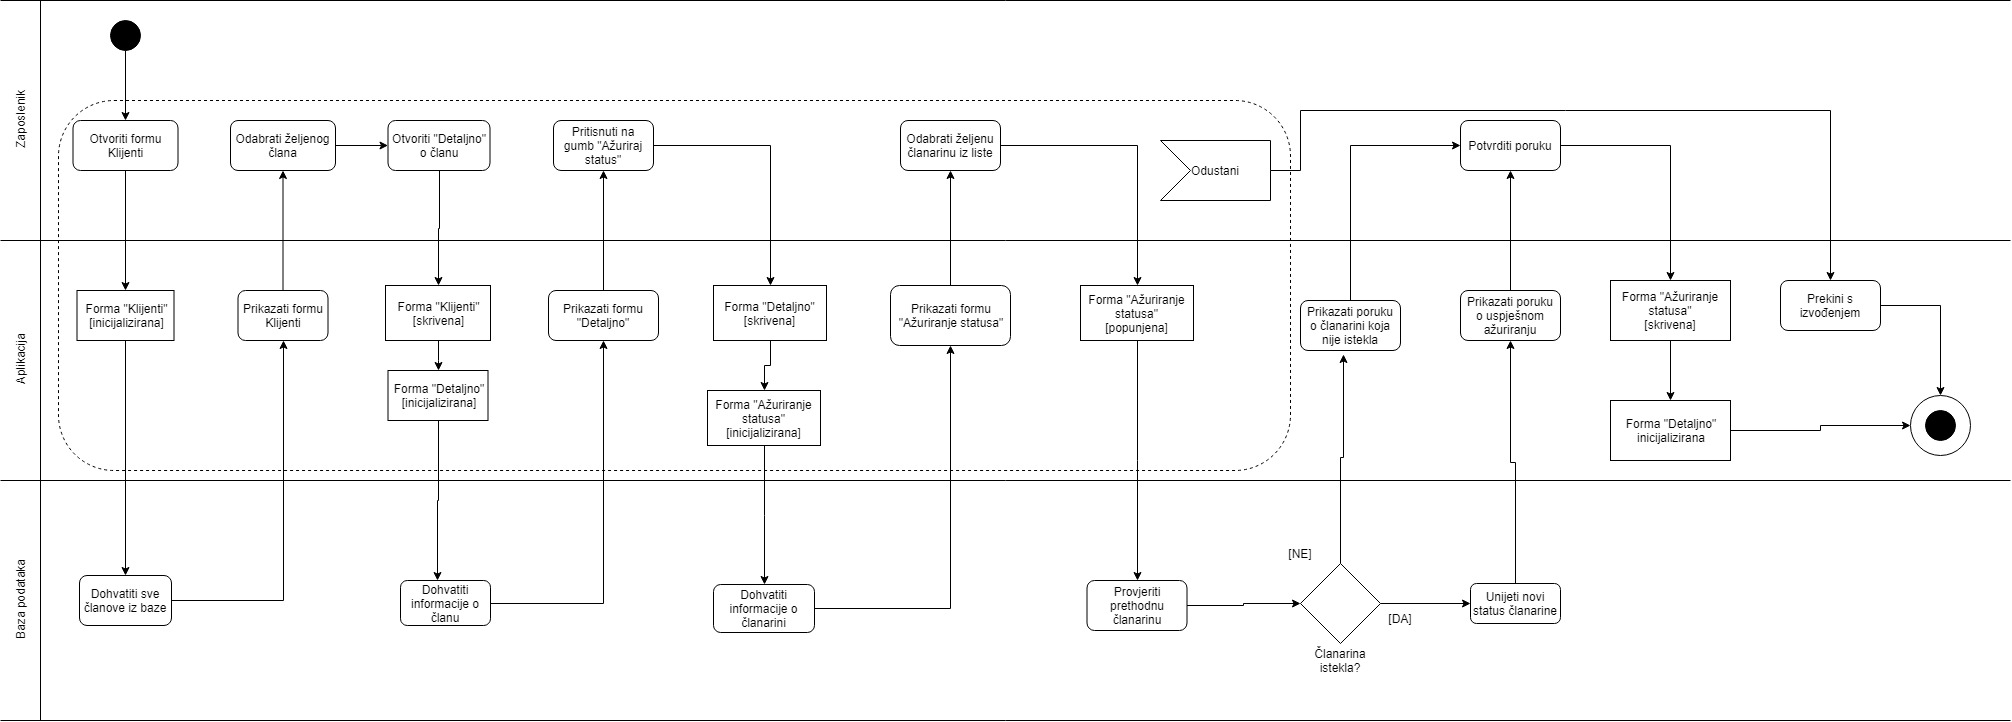 Zaposlenik
Otvoriti formu
Klijenti
Odabrati željenog
člana
Otvoriti "Detaljno"
o članu
Pritisnuti na
gumb "Ažuriraj
status"
Odabrati željenu
članarinu iz liste
Odustani
Potvrditi poruku
Aplikacija
Forma "Klijenti"
[inicijalizirana]
Prikazati formu
Klijenti
Forma "Klijenti"
[skrivena]
Forma "Detaljno"
[inicijalizirana]
Prikazati formu
"Detaljno"
Forma "Detaljno"
[skrivena]
Forma "Ažuriranje
statusa"
[inicijalizirana]
Prikazati formu
"Ažuriranje statusa"
Forma "Ažuriranje
statusa"
[popunjena]
Prikazati poruku
o članarini koja
nije istekla
Prikazati poruku
o uspješnom
ažuriranju
Forma "Ažuriranje
statusa"
[skrivena]
Forma "Detaljno"
inicijalizirana
Prekini s
izvođenjem
Baza podataka
Dohvatiti sve
članove iz baze
Dohvatiti
informacije o
članu
Dohvatiti
informacije o
članarini
Provjeriti
prethodnu
članarinu
[NE]
[DA]
Članarina
istekla?
Unijeti novi
status članarine